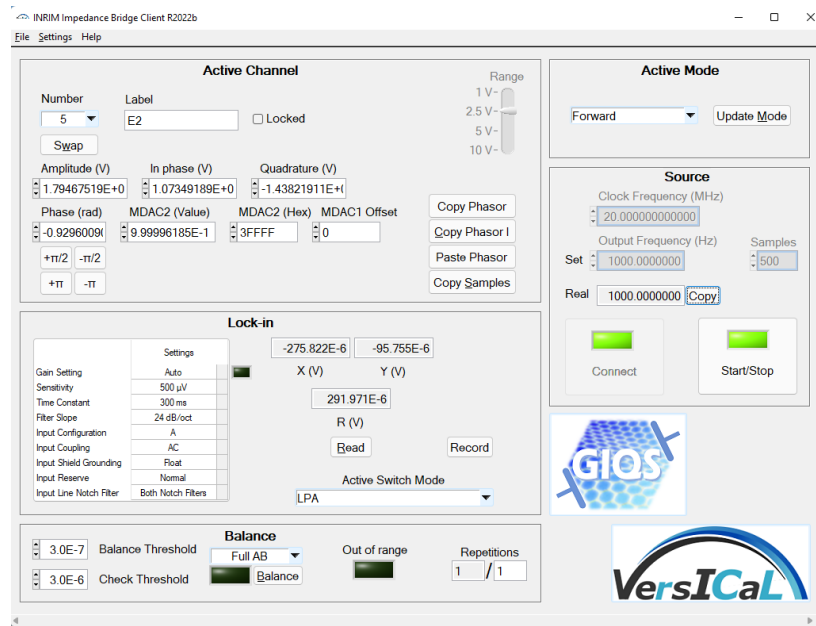 INRIM Impedance Bridge Client R2022b
File Settings Help
Active Channel
Number
Label
5
E2
Locked
Swap
Range
1 V
2.5 V
5 V
10 V
Amplitude (V)
In phase (V)
Quadrature (V)
1.79467519E+0
1.07349189E+0
-1.43821911E+(
Phase (rad)
MDAC2 (Value)
MDAC2 (Hex)
MDAC1 Offset
-0.9296009(
9.99996185E-1
3FFFF
0
+π/2
-π/2
+π
-π
Copy Phasor
Copy Phasor I
Paste Phasor
Copy Samples
Active Mode
Forward
Update Mode
Source
Clock Frequency (MHz)
20.000000000000
Output Frequency (Hz)
Samples
Set
1000.0000000
500
Real
1000.0000000
Copy
Connect
Start/Stop
Lock-in
Settings
Gain Setting Auto
Sensitivity 500 µV
Time Constant 300 ms
Filter Slope 24 dB/oct
Input Configuration A
Input Coupling AC
Input Shield Grounding Float
Input Reserve Normal
Input Line Notch Filter Both Notch Filters
-275.822E-6
-95.755E-6
X (V)
Y (V)
291.971E-6
R (V)
Read
Record
Active Switch Mode
LPA
Balance
3.0E-7
Balance Threshold
Full AB
3.0E-6
Check Threshold
Balance
Out of range
Repetitions
1 / 1
GIQS
VersICaL